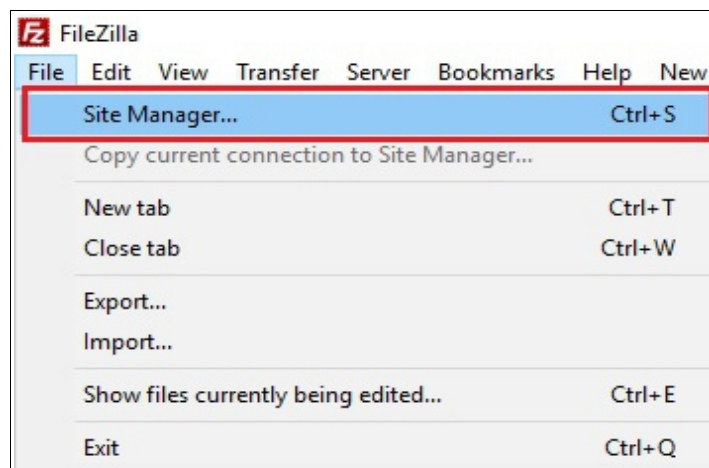 Fz FileZilla
File Edit View Transfer Server Bookmarks Help New
Site Manager... Ctrl+S
Copy current connection to Site Manager...
New tab Ctrl+T
Close tab Ctrl+W
Export...
Import...
Show files currently being edited... Ctrl+E
Exit Ctrl+Q